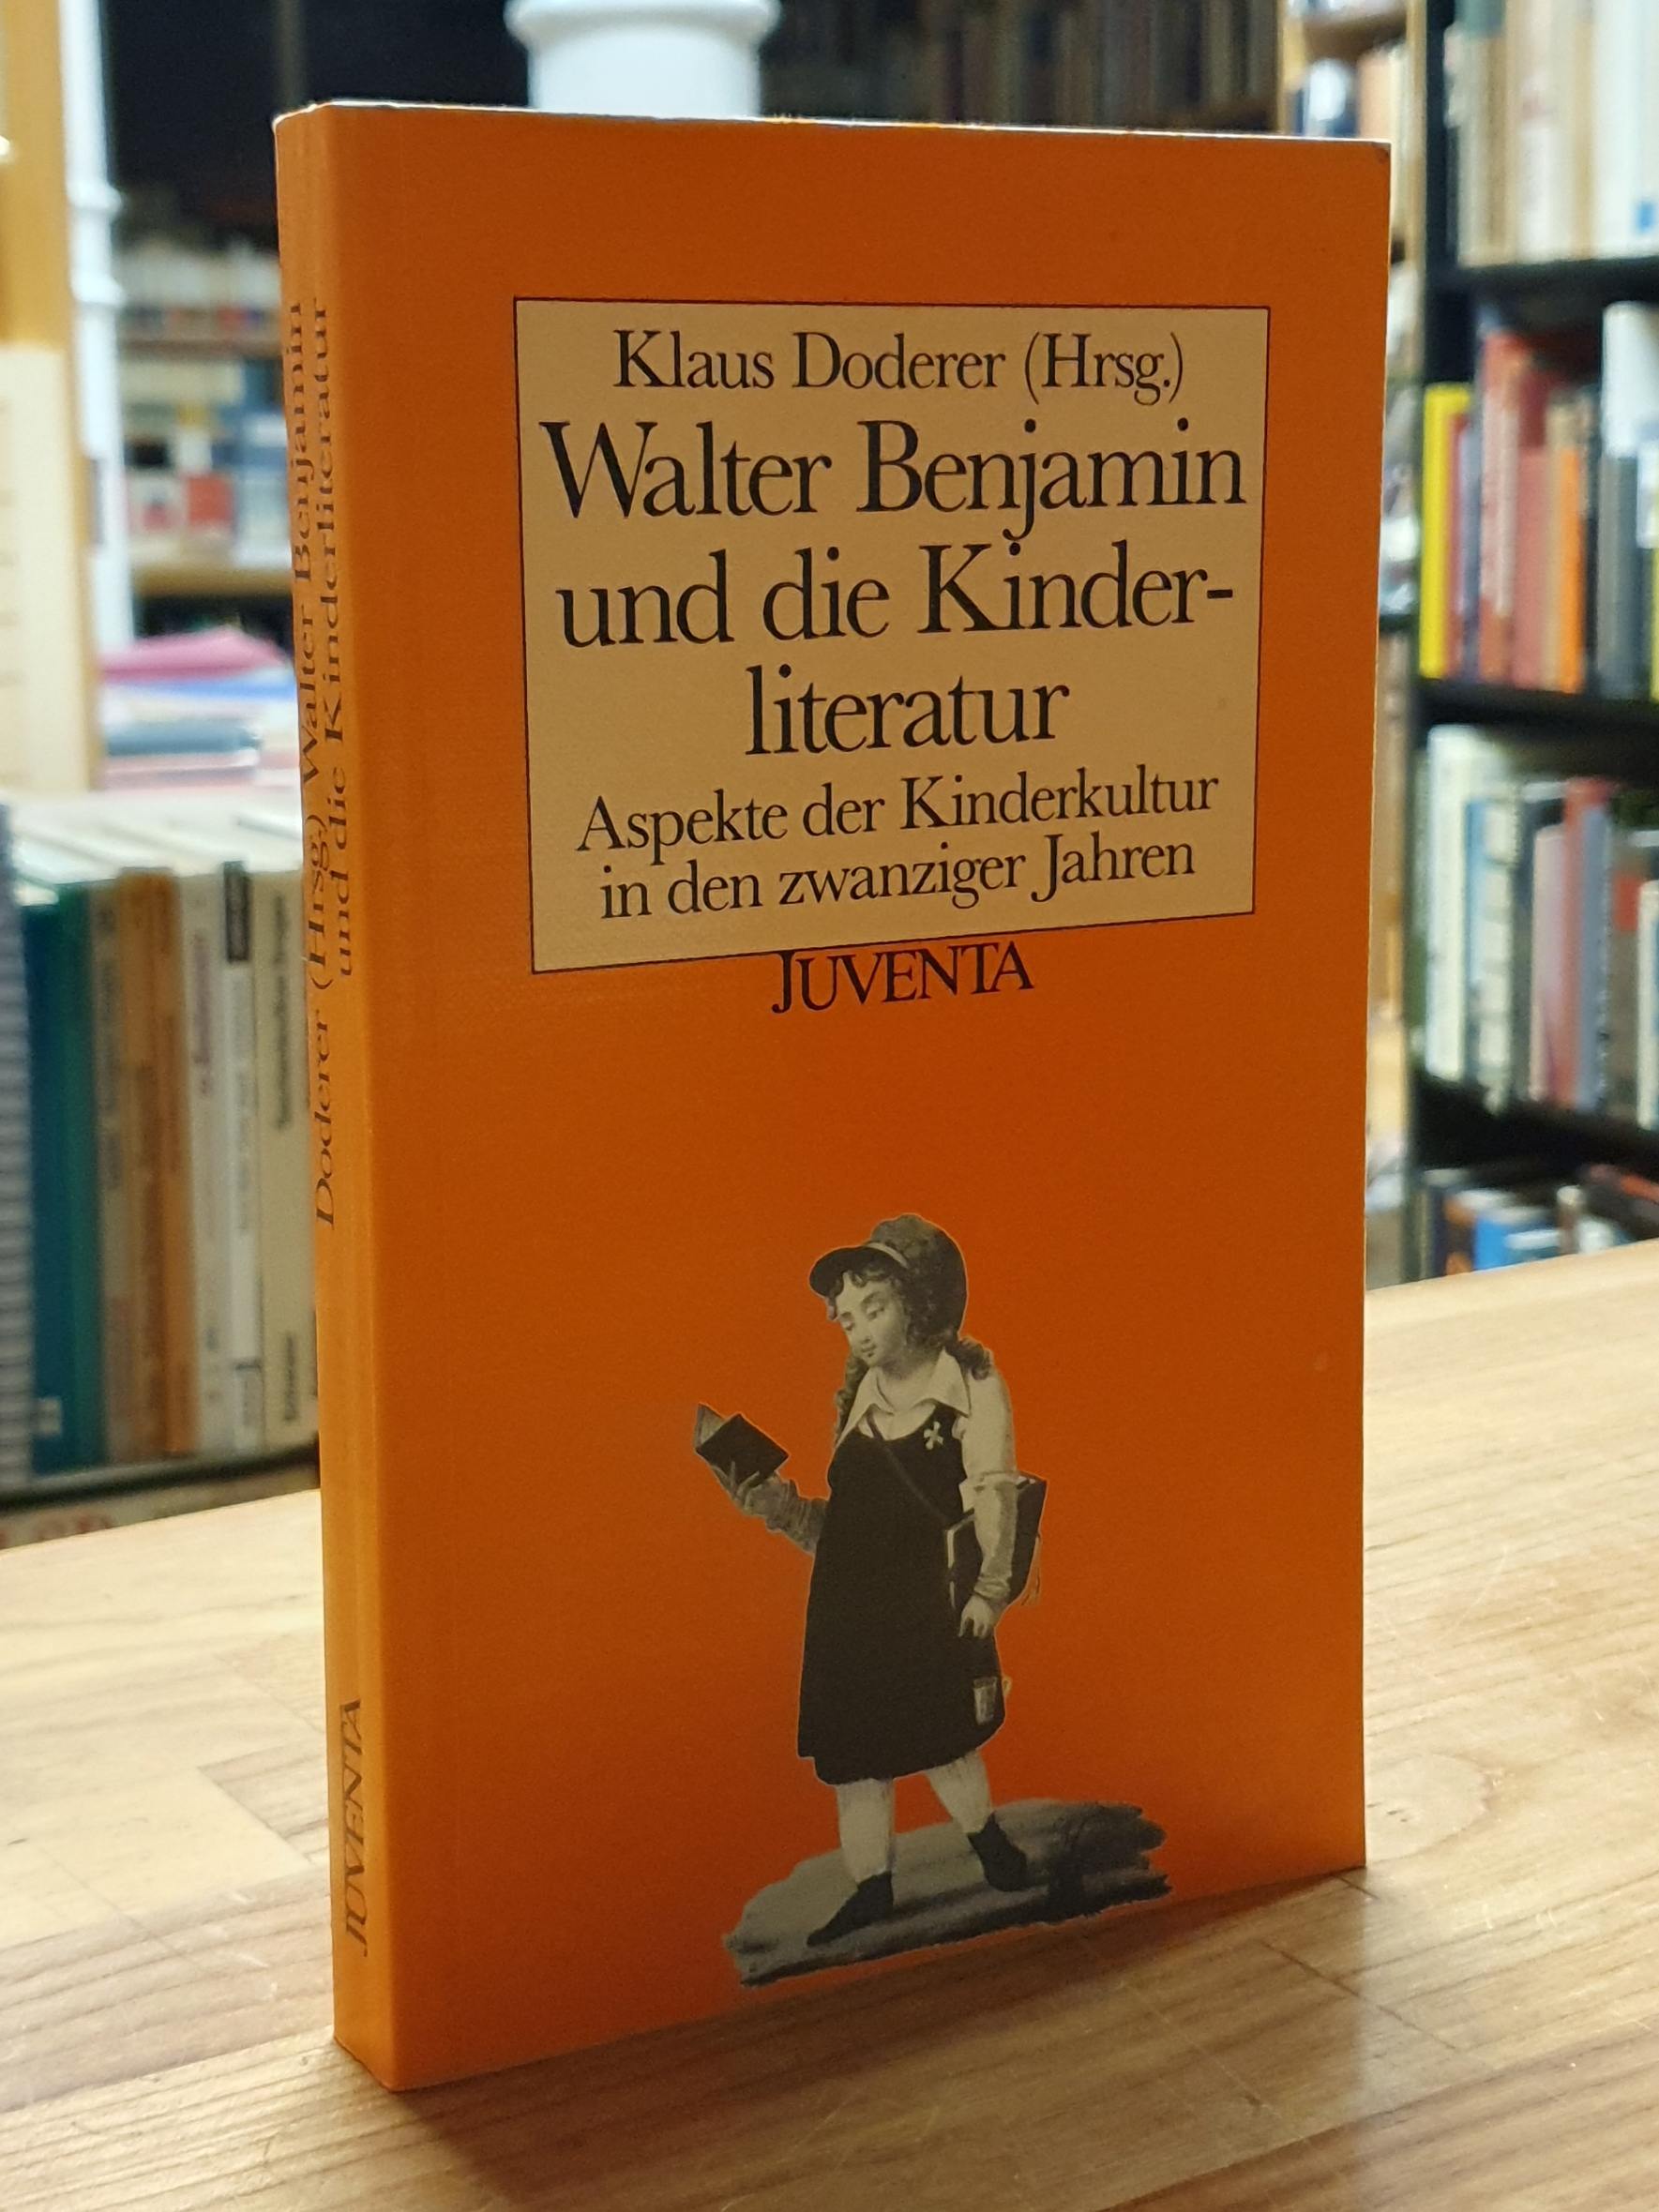 Klaus Doderer (Hrsg.)
Walter Benjamin
und die Kinder-
literatur
Aspekte der Kinderkultur
in den zwanziger Jahren
JUVENTA
Doderer (Hrsg.) Walter Benjamin
und die Kinderliteratur
JUVENTA